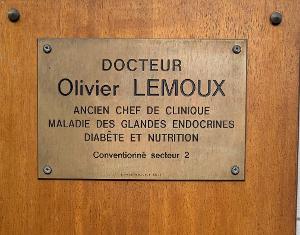 DOCTEUR
Olivier LEMOUX
ANCIEN CHEF DE CLINIQUE
MALADIE DES GLANDES ENDOCRINES
DIABÈTE ET NUTRITION
Conventionné secteur 2